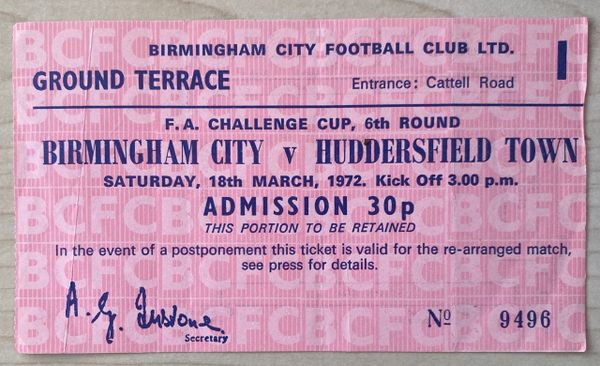 BIRMINGHAM CITY FOOTBALL CLUB LTD.
GROUND TERRACE
Entrance: Cattell Road
F.A. CHALLENGE CUP, 6th ROUND
BIRMINGHAM CITY v HUDDERSFIELD TOWN
SATURDAY, 18th MARCH, 1972. Kick Off 3.00 p.m.
ADMISSION 30p
THIS PORTION TO BE RETAINED
In the event of a postponement this ticket is valid for the re-arranged match,
see press for details.
A. G.
Secretary
Nº 9496